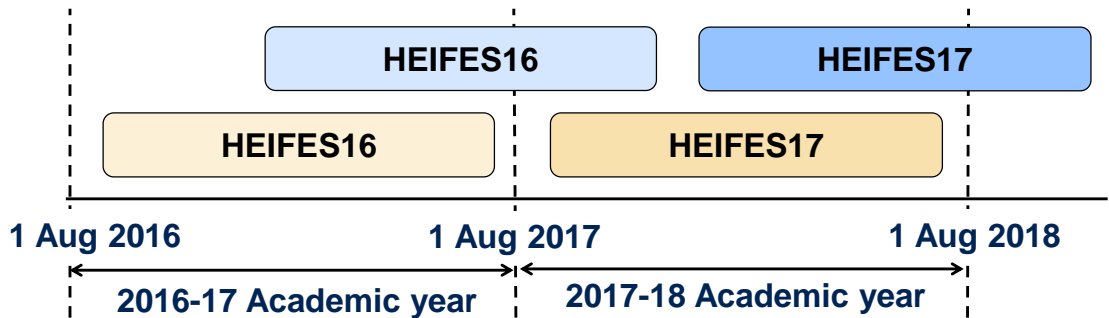 HEIFES16 HEIFES17
HEIFES16 HEIFES17
1 Aug 2016 1 Aug 2017 1 Aug 2018
2016-17 Academic year 2017-18 Academic year